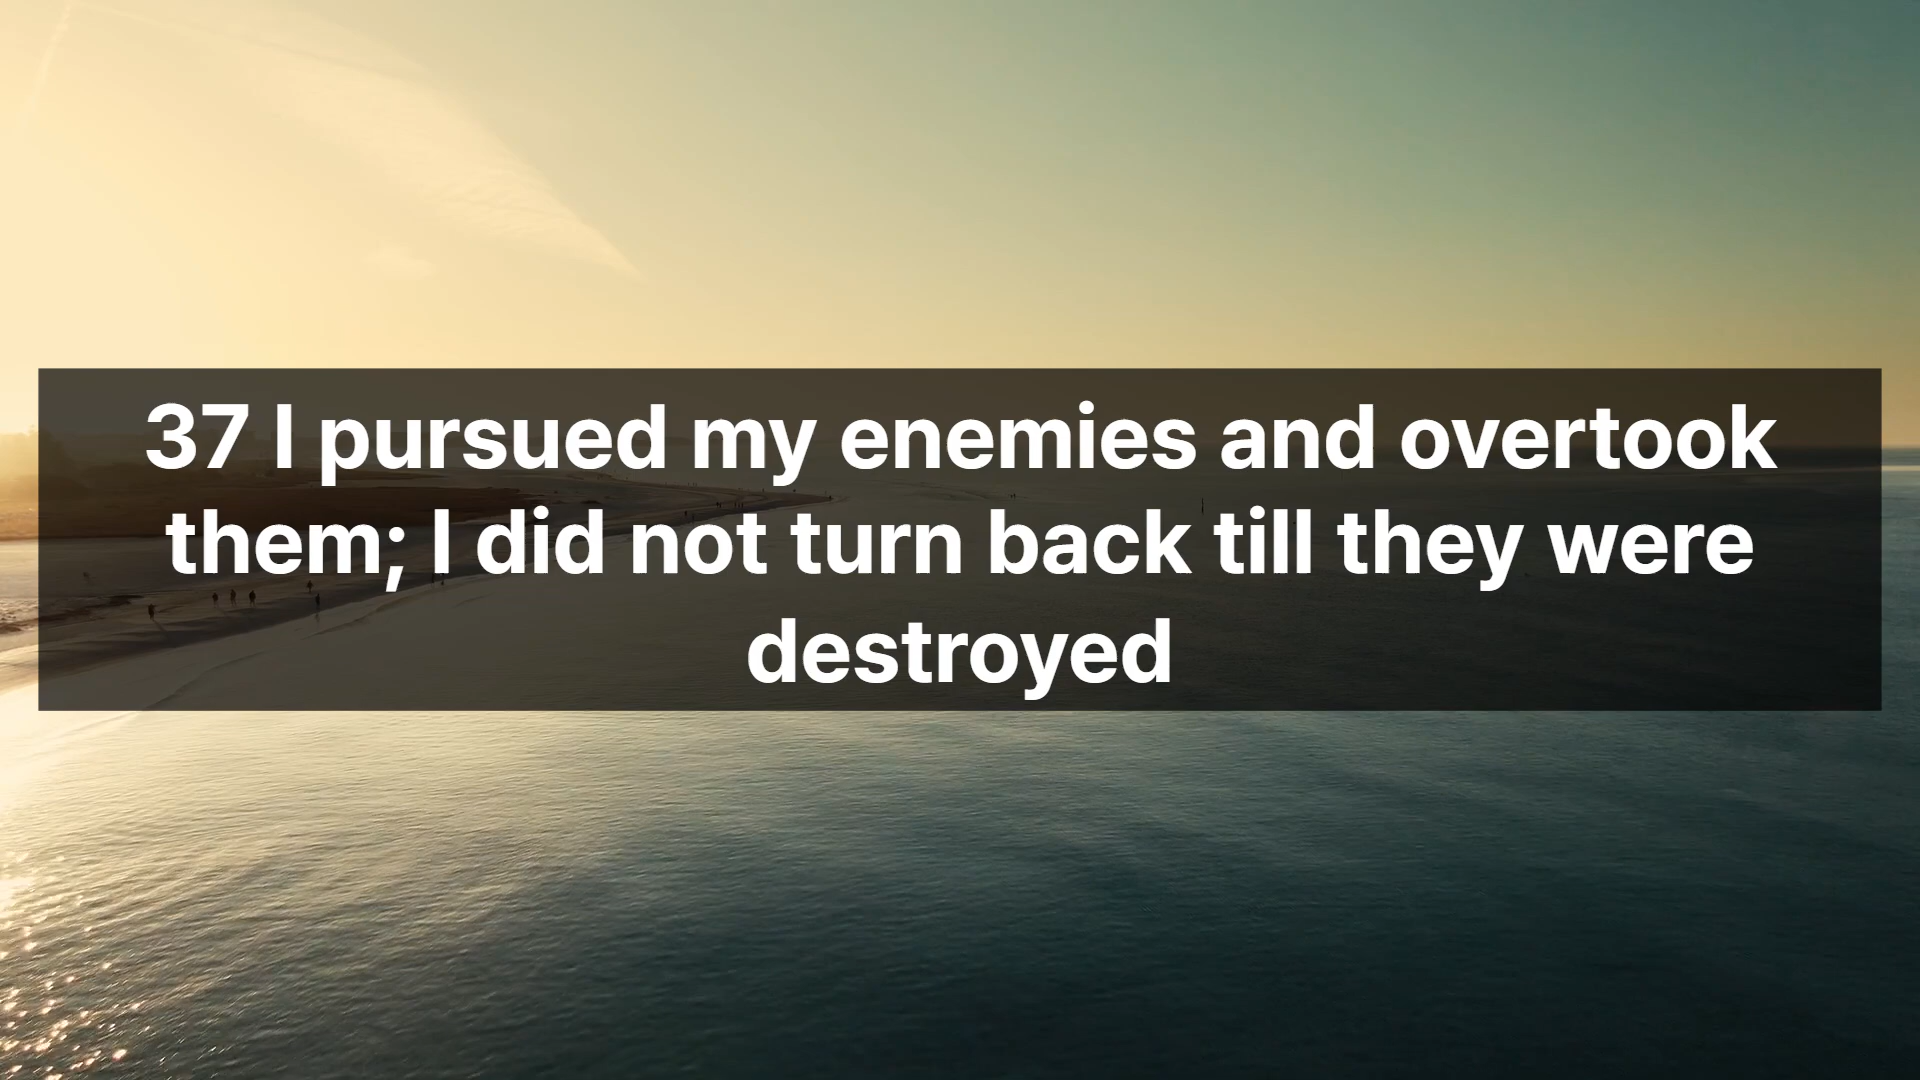 37 I pursued my enemies and overtook
them; I did not turn back till they were
destroyed